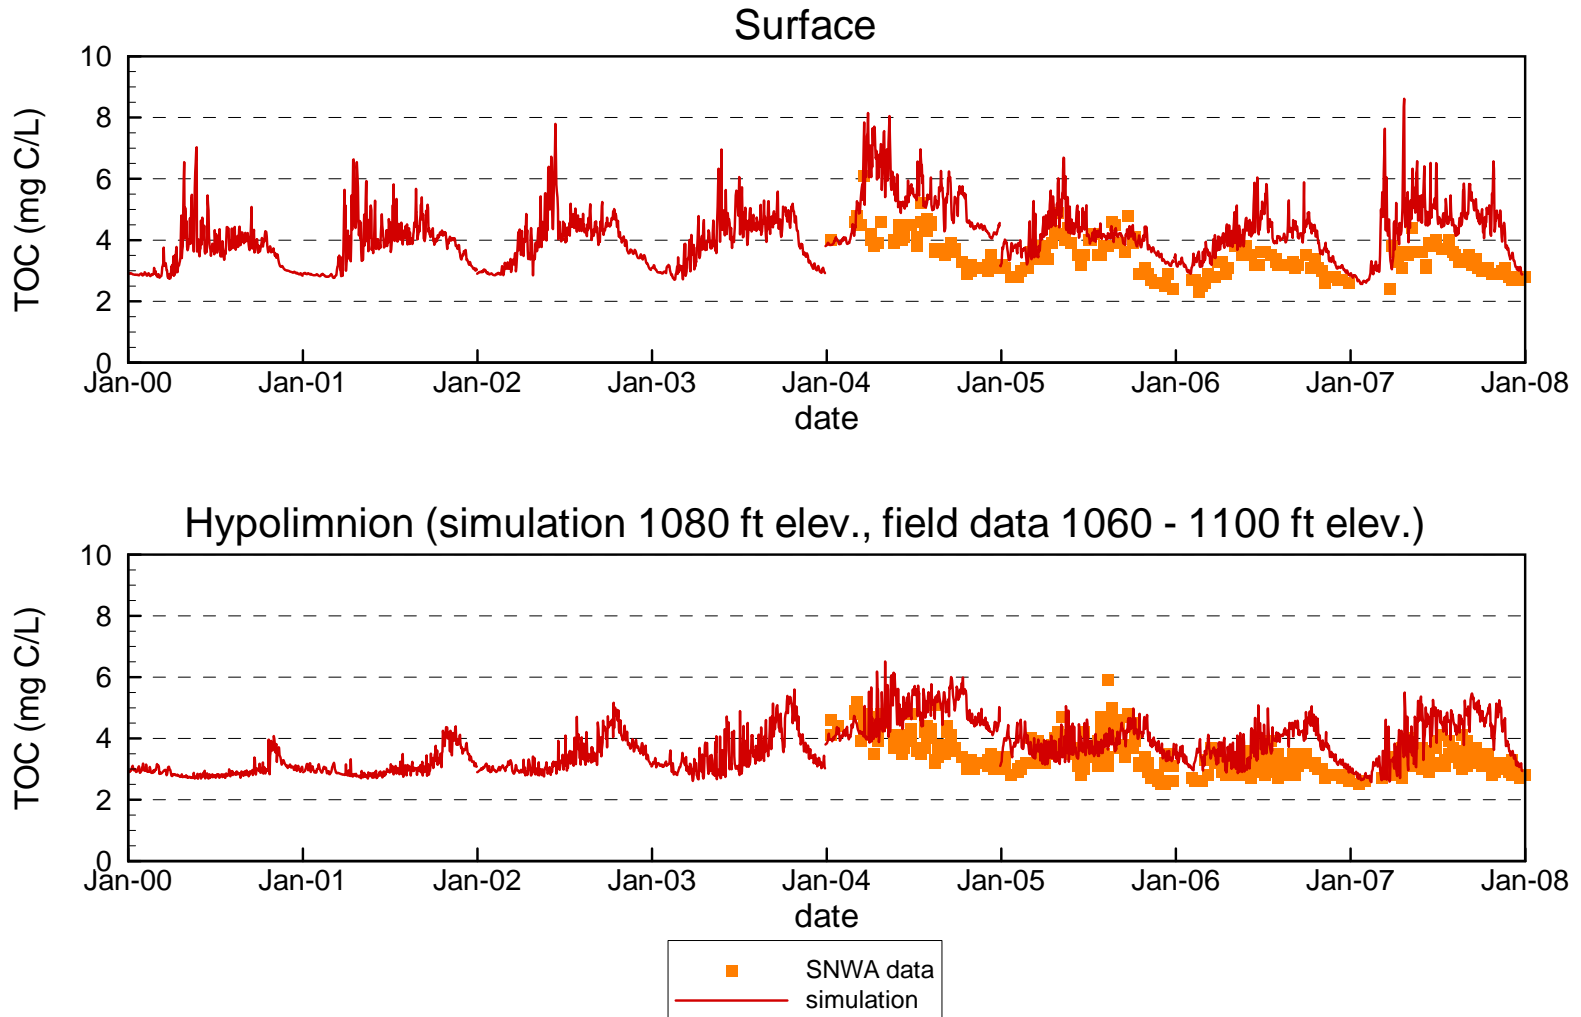 Surface
TOC (mg C/L)
10
8
6
4
2
0
Jan-00 Jan-01 Jan-02 Jan-03 Jan-04 Jan-05 Jan-06 Jan-07 Jan-08
date
Hypolimnion (simulation 1080 ft elev., field data 1060 - 1100 ft elev.)
TOC (mg C/L)
10
8
6
4
2
0
Jan-00 Jan-01 Jan-02 Jan-03 Jan-04 Jan-05 Jan-06 Jan-07 Jan-08
date
SNWA data
simulation